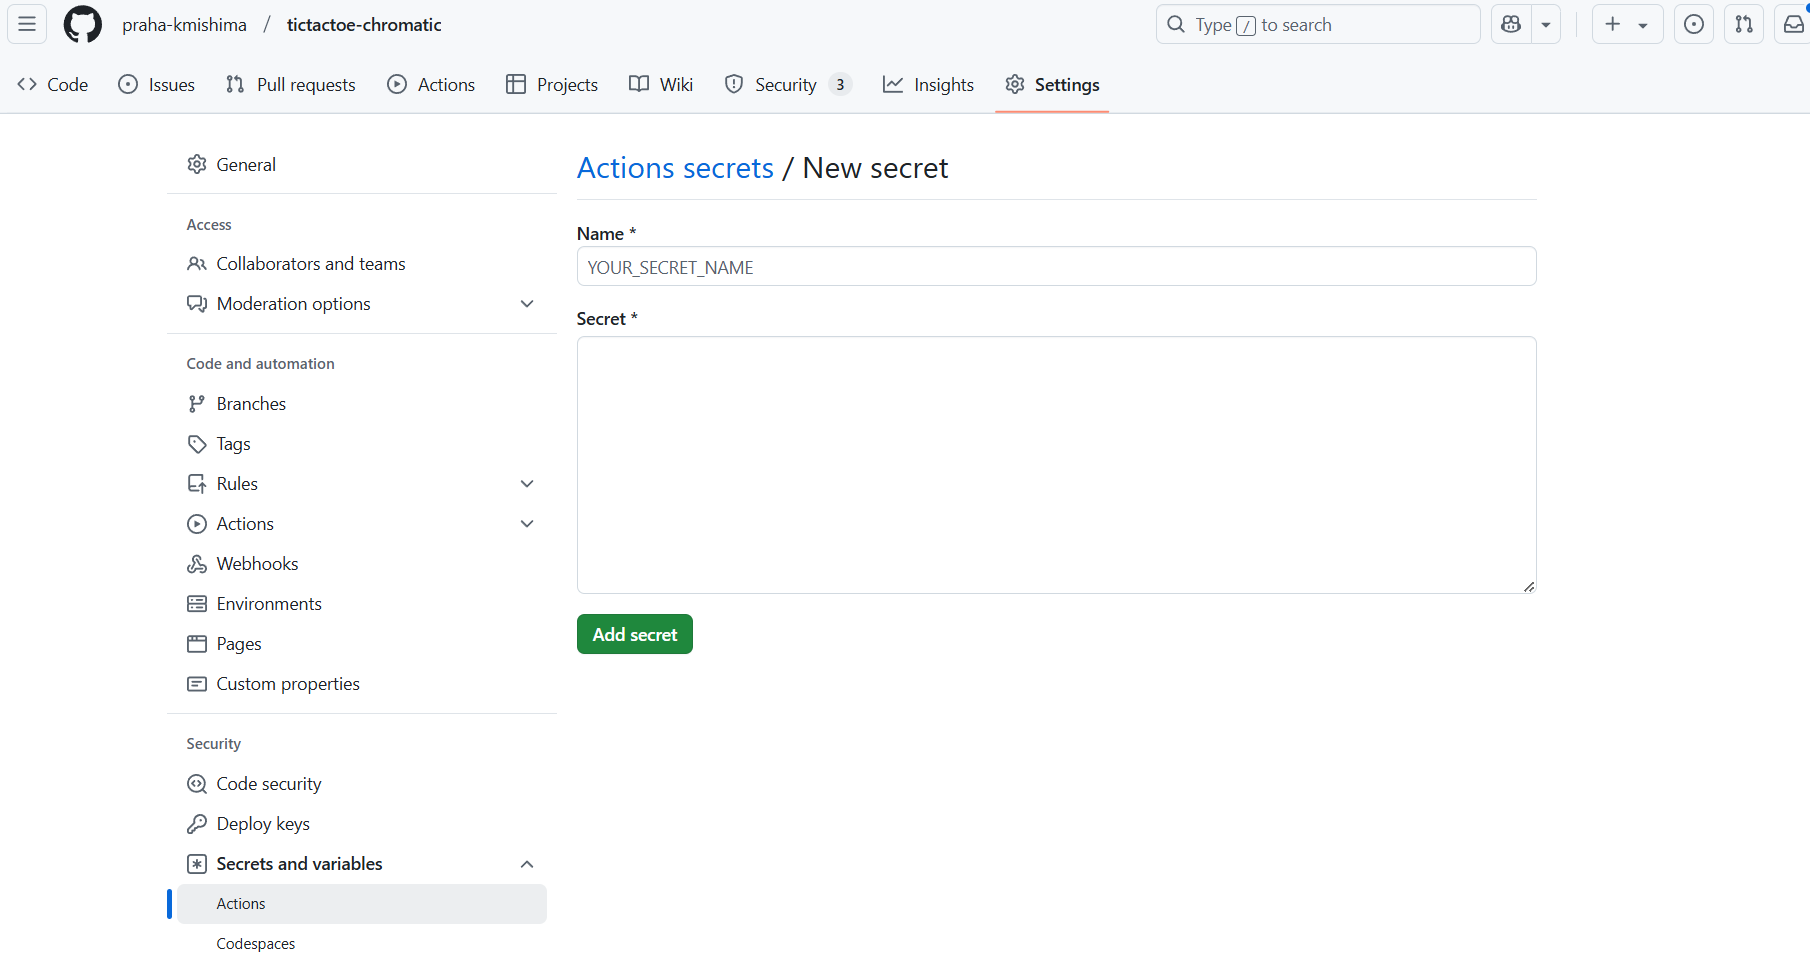 praha-kmishima / tictactoe-chromatic
Type / to search
Code Issues Pull requests Actions Projects Wiki Security 3 Insights Settings
General
Access
Collaborators and teams
Moderation options
Code and automation
Branches
Tags
Rules
Actions
Webhooks
Environments
Pages
Custom properties
Security
Code security
Deploy keys
Secrets and variables
Actions
Codespaces
Actions secrets / New secret
Name *
YOUR_SECRET_NAME
Secret *
Add secret